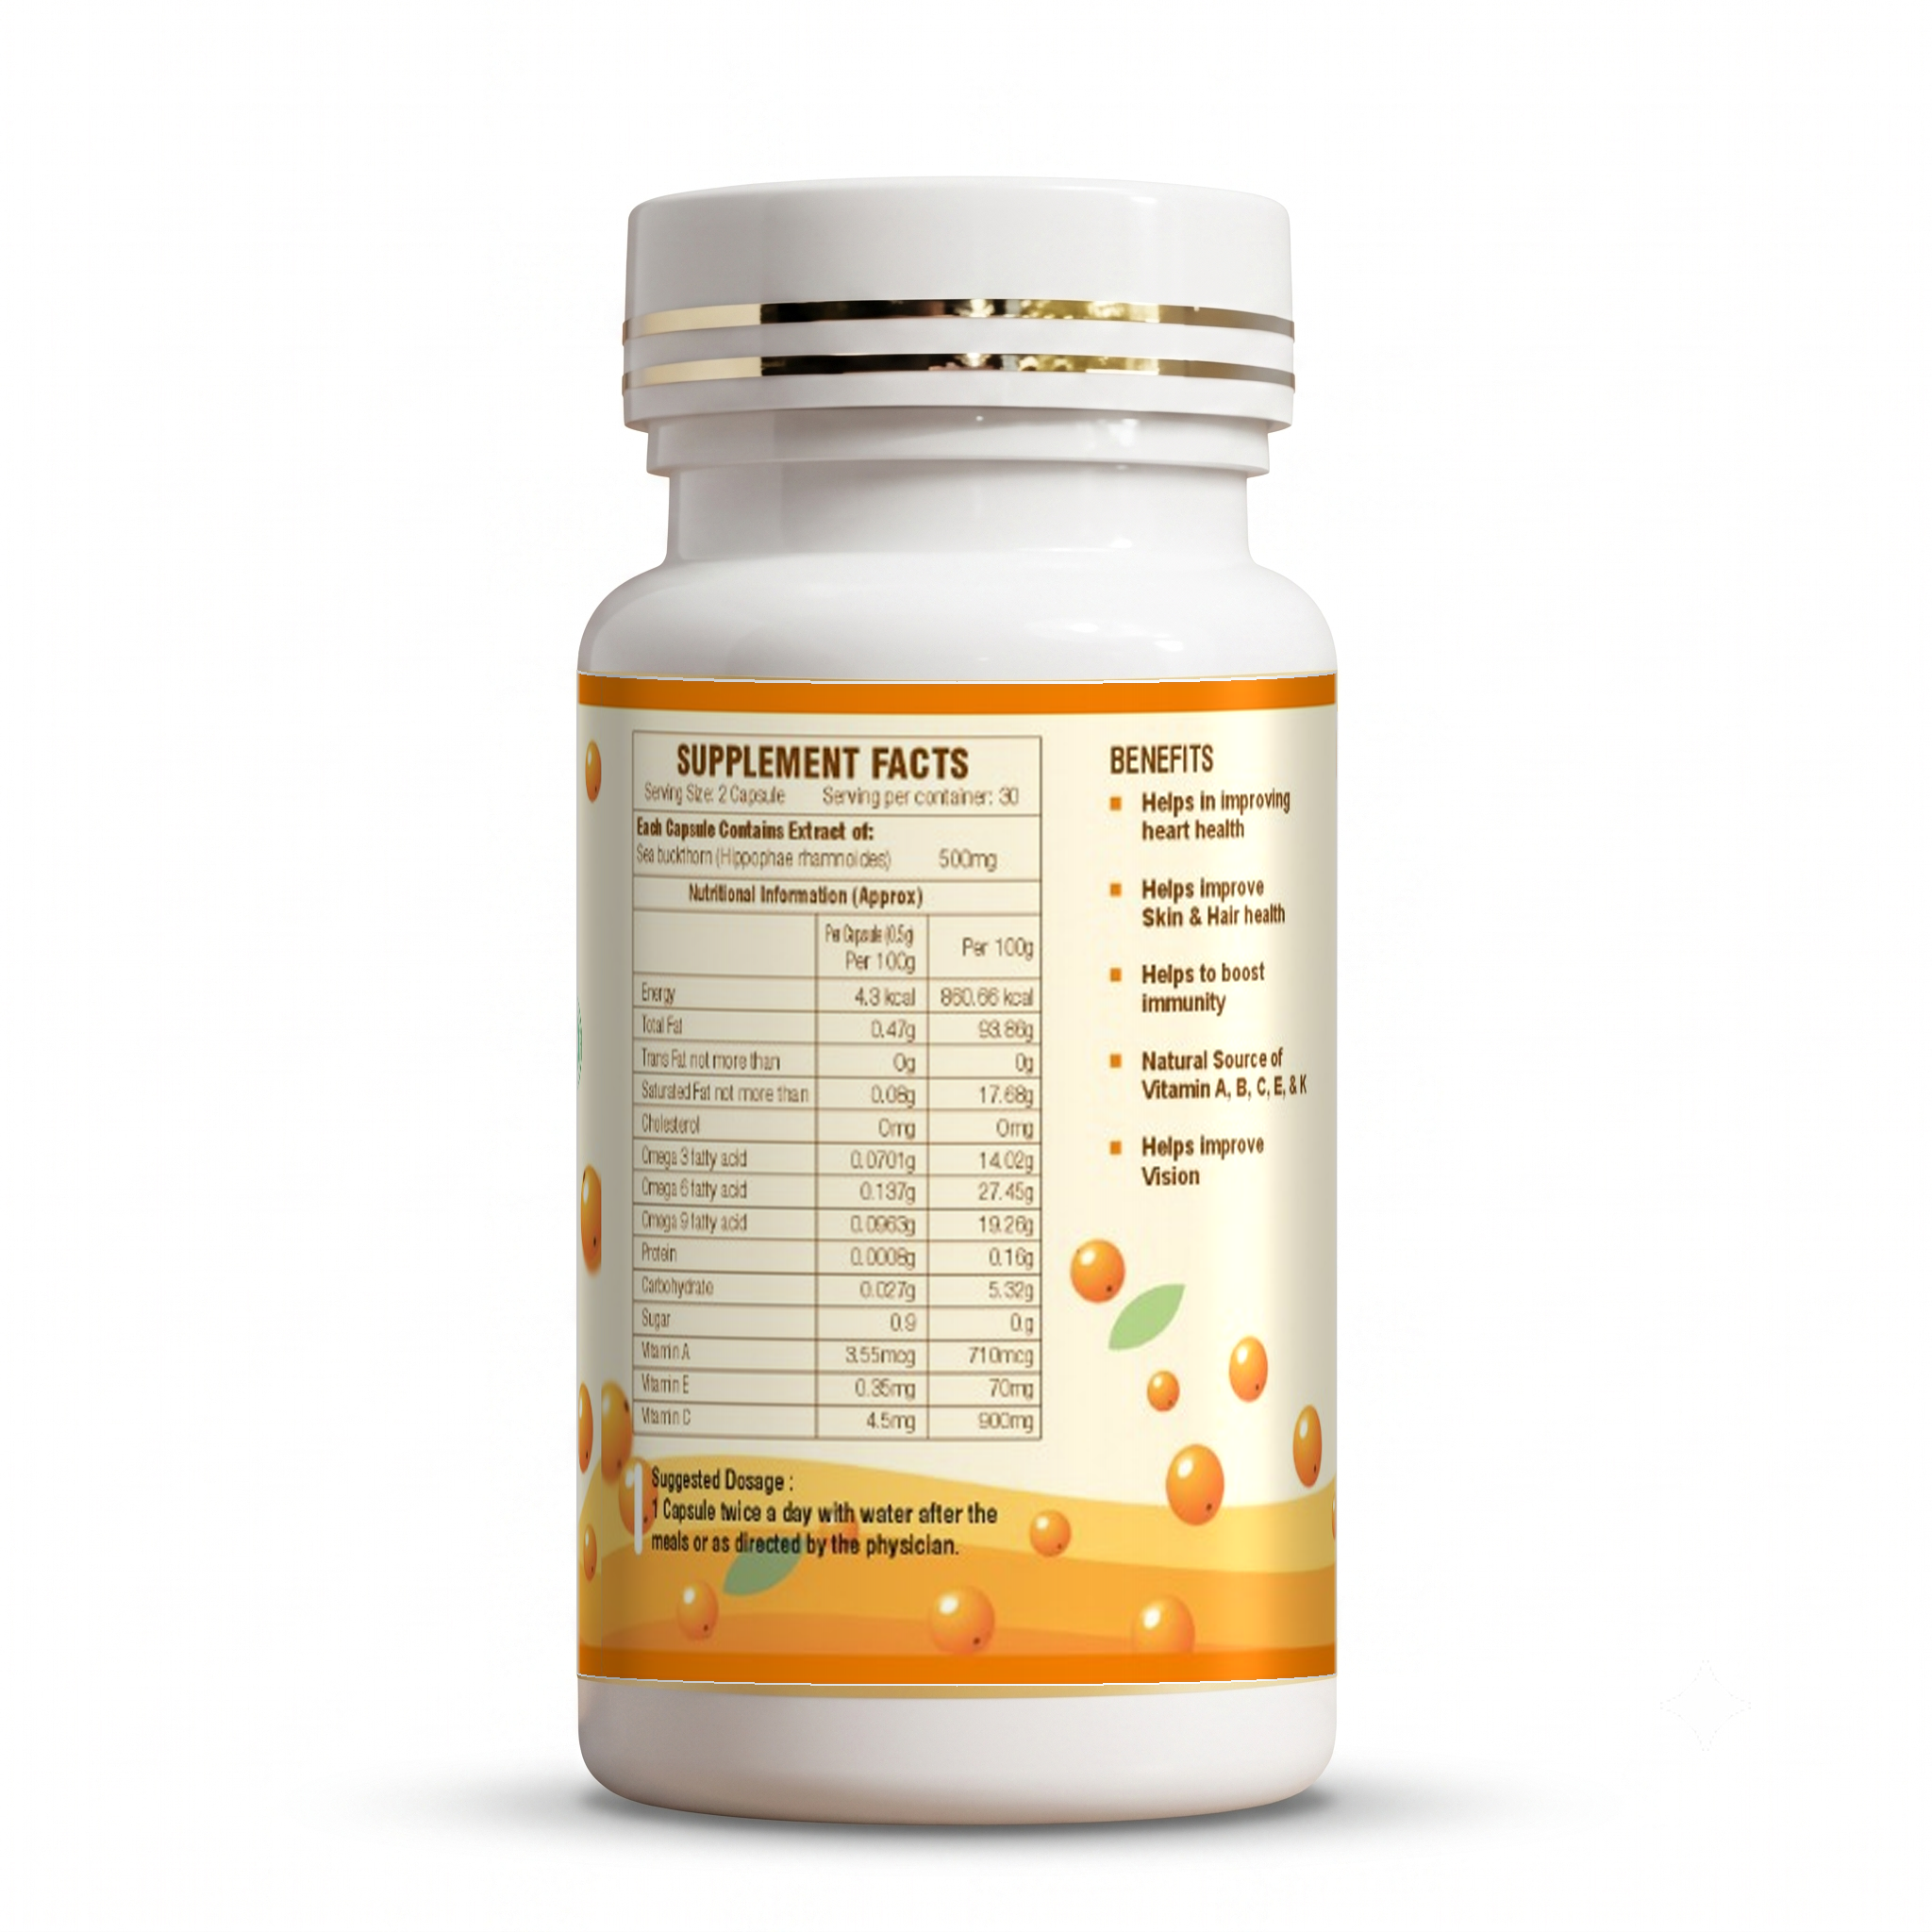 SUPPLEMENT FACTS
Serving Size: 2 Capsule Serving per container: 30
Each Capsule Contains Extract of:
Sea buckthorn (Hippophae rhamnoides) 500mg
Nutritional Information (Approx)
Per Capsule (0.5g) Per 100g
Per 100g
Energy 4.3 kcal 860.66 kcal
Total Fat 0.47g 93.86g
Trans Fat not more than 0g 0g
Saturated Fat not more than 0.08g 17.68g
Cholesterol 0mg 0mg
Omega 3 fatty acid 0.0701g 14.02g
Omega 6 fatty acid 0.137g 27.45g
Omega 9 fatty acid 0.0963g 19.26g
Protein 0.0008g 0.16g
Carbohydrate 0.027g 5.32g
Sugar 0.9 0.g
Vitamin A 3.55mcg 710mcg
Vitamin E 0.35mg 70mg
Vitamin C 4.5mg 900mg
Suggested Dosage :
1 Capsule twice a day with water after the
meals or as directed by the physician.
BENEFITS
Helps in improving
heart health
Helps improve
Skin & Hair health
Helps to boost
immunity
Natural Source of
Vitamin A, B, C, E, & K
Helps improve
Vision